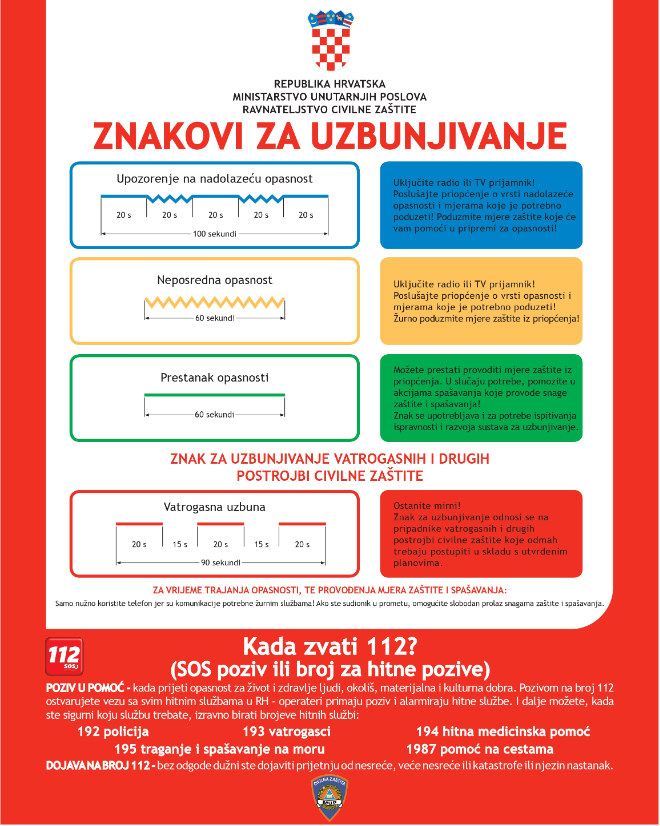 REPUBLIKA HRVATSKA
MINISTARSTVO UNUTARNJIH POSLOVA
RAVNATELJSTVO CIVILNE ZAŠTITE
ZNAKOVI ZA UZBUNJIVANJE
Upozorenje na nadolazeću opasnost
20 s 20 s 20 s 20 s 20 s
100 sekundi
Uključite radio ili TV prijamnik!
Poslušajte priopćenje o vrsti nadolazeće
opasnosti i mjerama koje je potrebno
poduzeti! Poduzmite mjere zaštite koje će
vam pomoći u pripremi za opasnosti!
Neposredna opasnost
60 sekundi
Uključite radio ili TV prijamnik!
Poslušajte priopćenje o vrsti opasnosti i
mjerama koje je potrebno poduzeti!
Žurno poduzmite mjere zaštite iz priopćenja!
Prestanak opasnosti
60 sekundi
Možete prestati provoditi mjere zaštite iz
priopćenja. U slučaju potrebe, pomozite u
akcijama spašavanja koje provode snage
zaštite i spašavanja!
Znak se upotrebljava i za potrebe ispitivanja
ispravnosti i razvoja sustava za uzbunjivanje.
ZNAK ZA UZBUNJIVANJE VATROGASNIH I DRUGIH
POSTROJBI CIVILNE ZAŠTITE
Vatrogasna uzbuna
20 s 15 s 20 s 15 s 20 s
90 sekundi
Ostanite mirni!
Znak za uzbunjivanje odnosi se na
pripadnike vatrogasnih i drugih
postrojbi civilne zaštite koje odmah
trebaju postupiti u skladu s utvrđenim
planovima.
ZA VRIJEME TRAJANJA OPASNOSTI, TE PROVOĐENJA MJERA ZAŠTITE I SPAŠAVANJA:
Samo nužno koristite telefon jer su komunikacije potrebne žurnim službama! Ako ste sudionik u prometu, omogućite slobodan prolaz snagama zaštite i spašavanja.
112
SOS
Kada zvati 112?
(SOS poziv ili broj za hitne pozive)
POZIV U POMOĆ - kada prijeti opasnost za život i zdravlje ljudi, okoliš, materijalna i kulturna dobra. Pozivom na broj 112
ostvarujete vezu sa svim hitnim službama u RH - operateri primaju poziv i alarmiraju hitne službe. I dalje možete, kada
ste sigurni koju službu trebate, izravno birati brojeve hitnih službi:
192 policija 193 vatrogasci 194 hitna medicinska pomoć
195 traganje i spašavanje na moru 1987 pomoć na cestama
DOJAVA NA BROJ 112 - bez odgode dužni ste dojaviti prijetnju od nesreće, veće nesreće ili katastrofe ili njezin nastanak.
CIVILNA ZAŠTITA